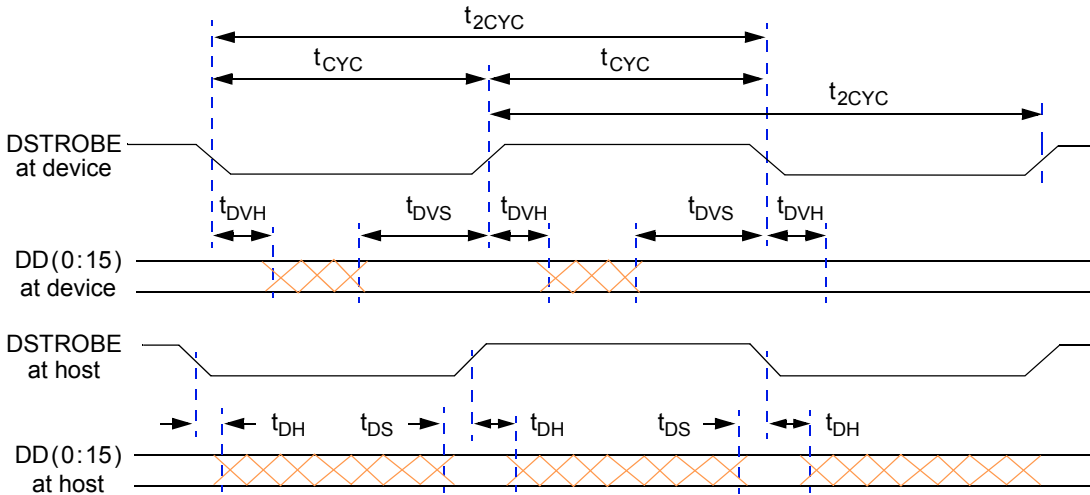 t2CYC
tCYC tCYC
t2CYC
DSTROBE
at device
tDVH tDVS tDVH tDVS tDVH
DD(0:15)
at device
DSTROBE
at host
tDH tDS tDH tDS tDH
DD(0:15)
at host